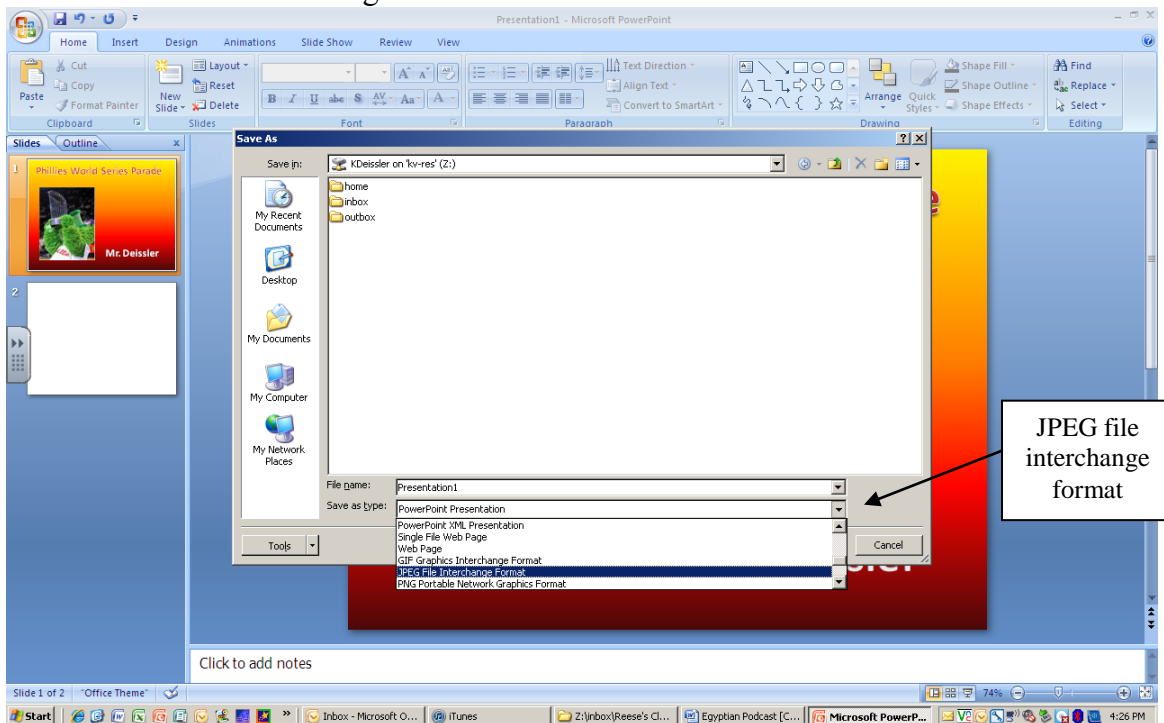 Presentation1 - Microsoft PowerPoint
Home Insert Design Animations Slide Show Review View
Paste
Cut
Copy
Format Painter
Clipboard
New
Slide
Layout
Reset
Delete
Slides
B I U abe S AV Aa A
Font
Text Direction
Align Text
Convert to SmartArt
Paragraph
Arrange
Quick
Styles
Shape Fill
Shape Outline
Shape Effects
Drawing
Find
Replace
Select
Editing
Slides Outline x
1
Phillies World Series Parade
Mr. Deissler
2
Save As
Save in:
KDeissler on 'kv-res' (Z:)
My Recent
Documents
Desktop
My Documents
My Computer
My Network
Places
home
inbox
outbox
File name:
Presentation1
Save as type:
PowerPoint Presentation
PowerPoint XML Presentation
Single File Web Page
Web Page
GIF Graphics Interchange Format
JPEG File Interchange Format
PNG Portable Network Graphics Format
Tools
Cancel
JPEG file
interchange
format
Click to add notes
Slide 1 of 2 "Office Theme" 74%
Start Inbox - Microsoft O... iTunes Z:\inbox\Reese's Cl... Egyptian Podcast [C... Microsoft PowerP... 4:26 PM